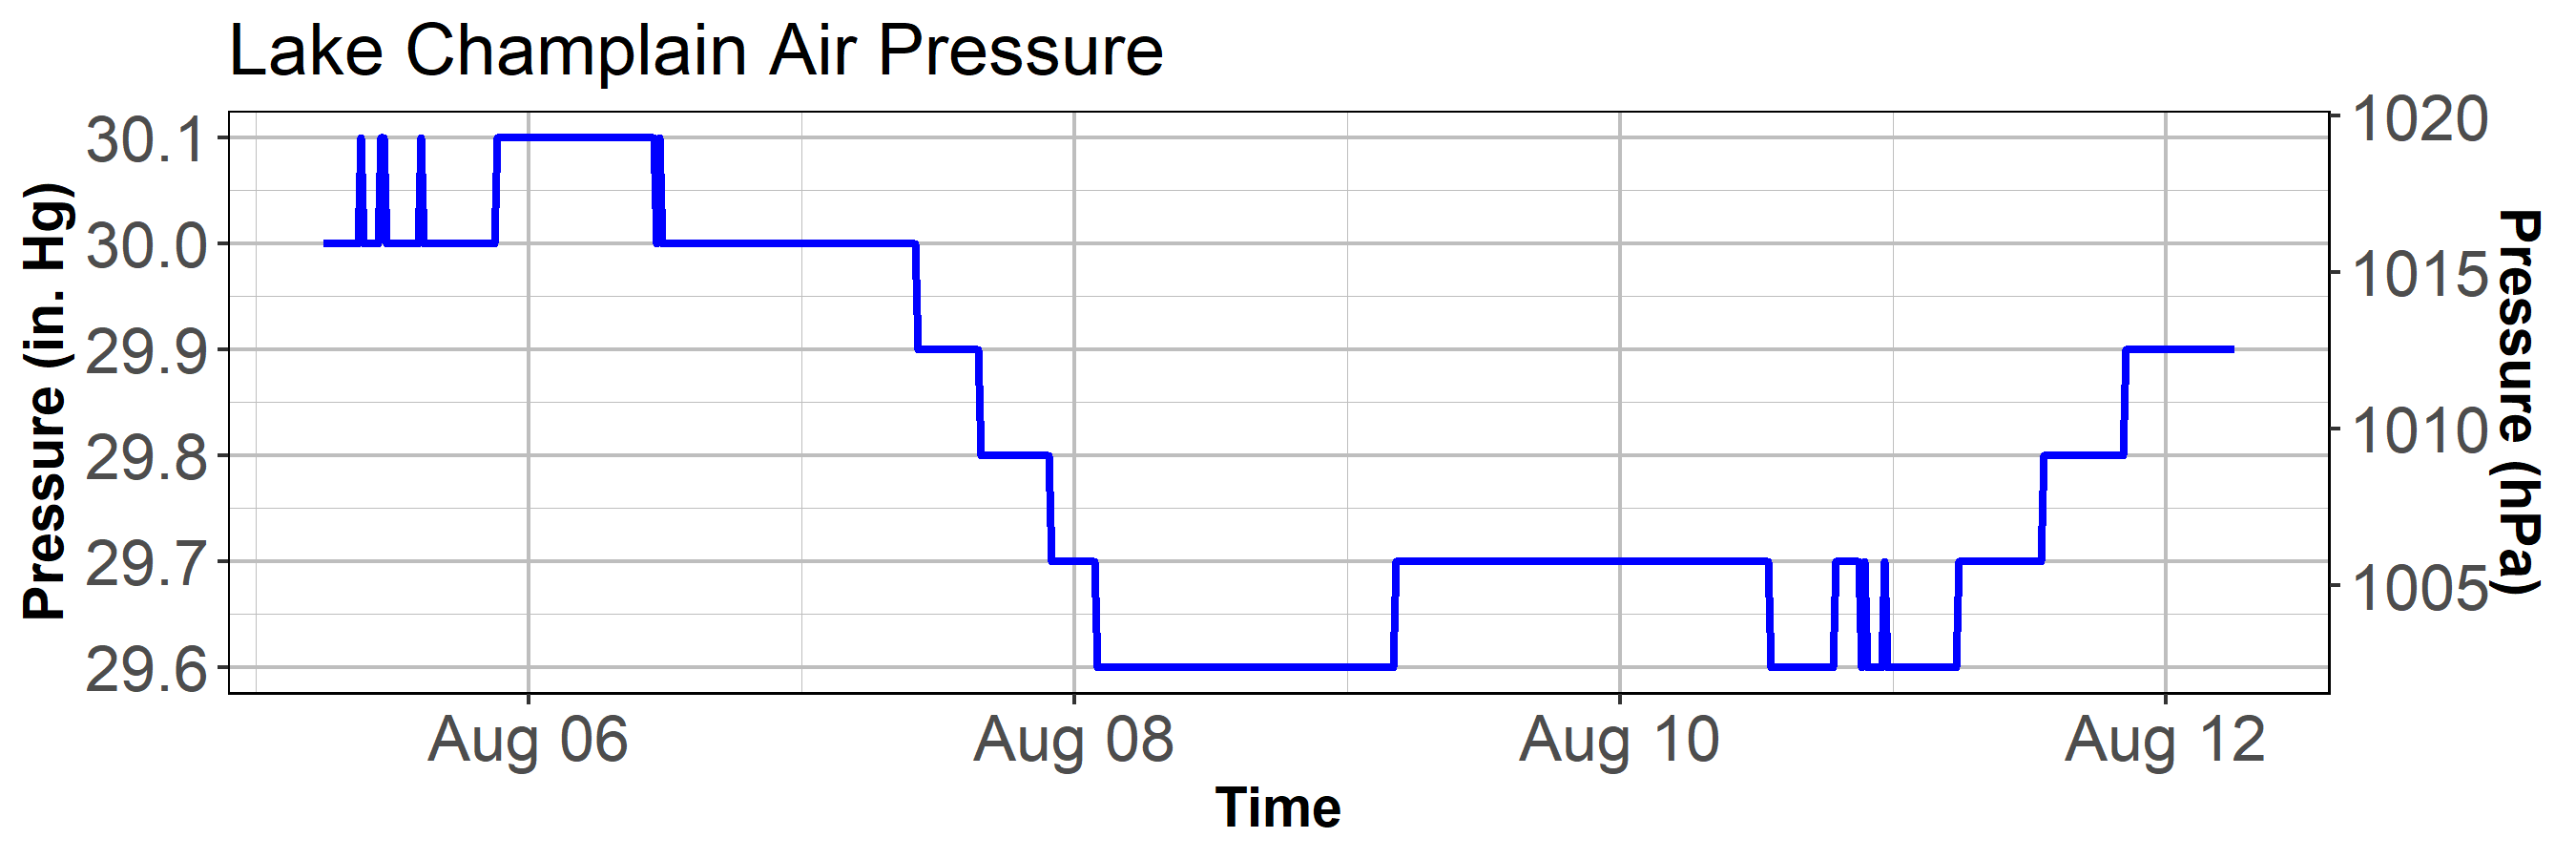 Lake Champlain Air Pressure
Pressure (in. Hg)
30.1
30.0
29.9
29.8
29.7
29.6
1020
1015
1010
1005
Pressure (hPa)
Aug 06
Aug 08
Aug 10
Aug 12
Time